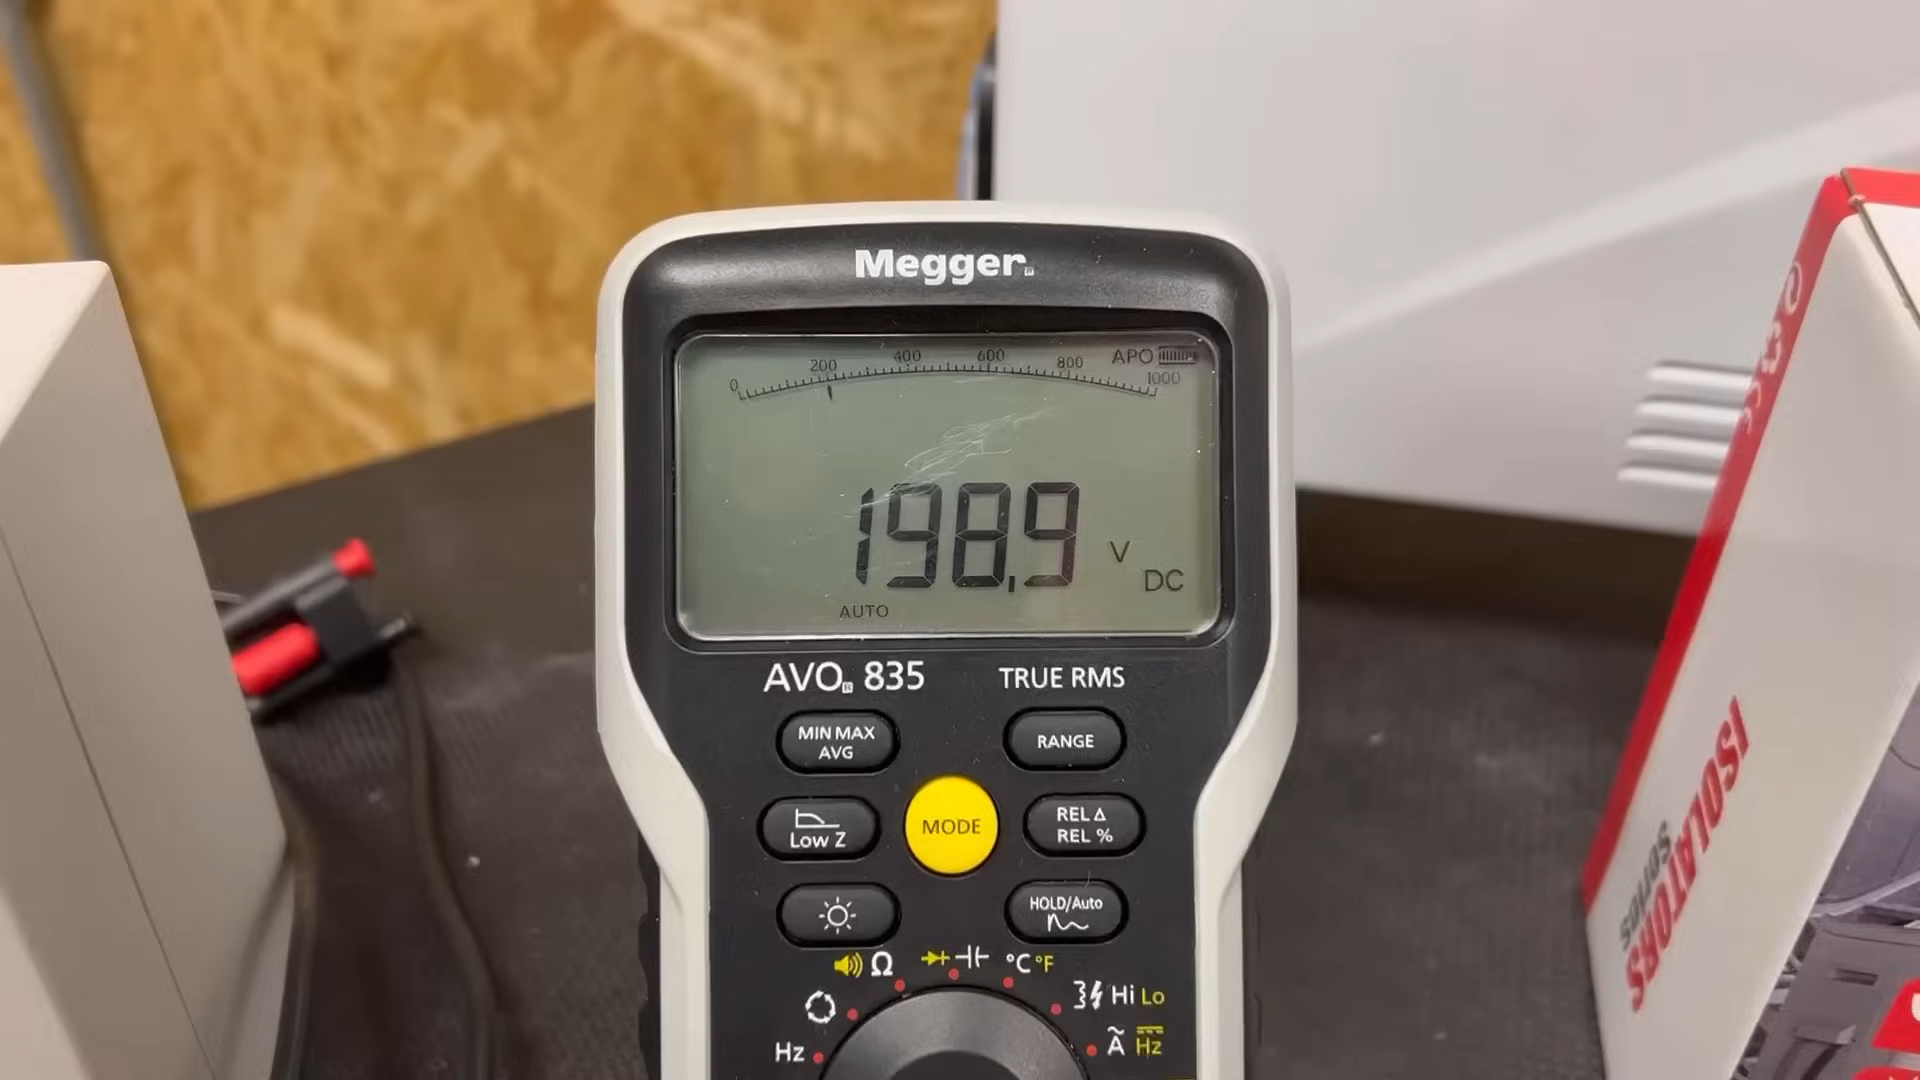 Megger®
0 200 400 600 800 1000
APO
198.9 V DC
AUTO
AVO® 835 TRUE RMS
MIN MAX AVG
RANGE
Low Z
MODE
REL Δ
REL %
HOLD/Auto
Ω °C °F
Hi Lo
Hz Ã Hz
ISOLATORS
Series